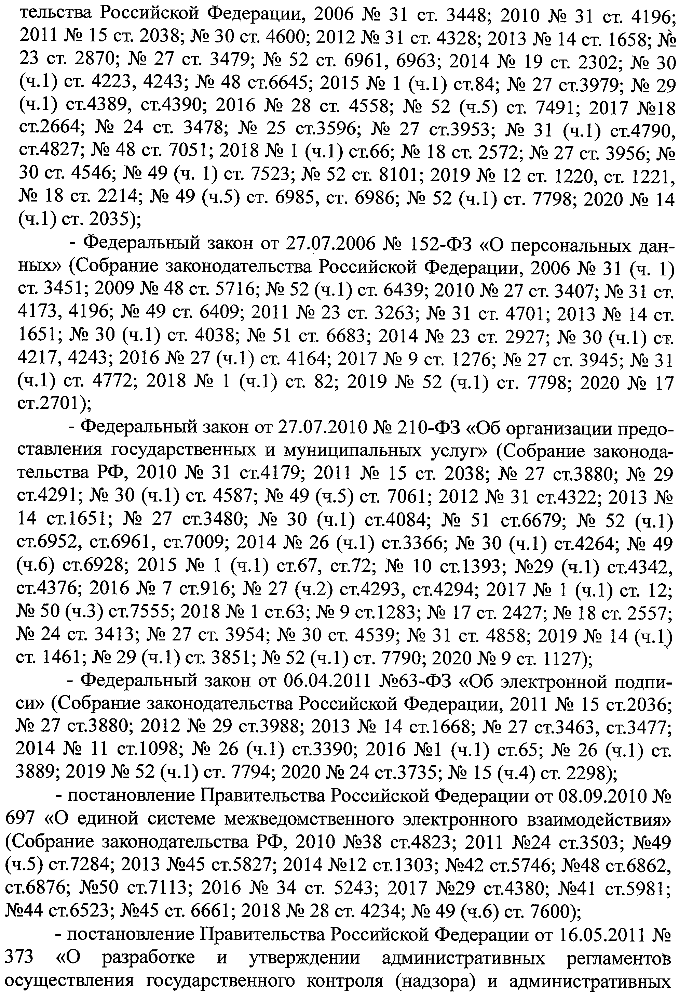 тельства Российской Федерации, 2006 № 31 ст. 3448; 2010 № 31 ст. 4196;
2011 № 15 ст. 2038; № 30 ст. 4600; 2012 № 31 ст. 4328; 2013 № 14 ст. 1658; №
23 ст. 2870; № 27 ст. 3479; № 52 ст. 6961, 6963; 2014 № 19 ст. 2302; № 30
(ч.1) ст. 4223, 4243; № 48 ст.6645; 2015 № 1 (ч.1) ст.84; № 27 ст.3979; № 29
(ч.1) ст.4389, ст.4390; 2016 № 28 ст. 4558; № 52 (ч.5) ст. 7491; 2017 №18
ст.2664; № 24 ст. 3478; № 25 ст.3596; № 27 ст.3953; № 31 (ч.1) ст.4790,
ст.4827; № 48 ст. 7051; 2018 № 1 (ч.1) ст.66; № 18 ст. 2572; № 27 ст. 3956; №
30 ст. 4546; № 49 (ч. 1) ст. 7523; № 52 ст. 8101; 2019 № 12 ст. 1220, ст. 1221,
№ 18 ст. 2214; № 49 (ч.5) ст. 6985, ст. 6986; № 52 (ч.1) ст. 7798; 2020 № 14
(ч.1) ст. 2035);
- Федеральный закон от 27.07.2006 № 152-ФЗ «О персональных дан-
ных» (Собрание законодательства Российской Федерации, 2006 № 31 (ч. 1)
ст. 3451; 2009 № 48 ст. 5716; № 52 (ч.1) ст. 6439; 2010 № 27 ст. 3407; № 31 ст.
4173, 4196; № 49 ст. 6409; 2011 № 23 ст. 3263; № 31 ст. 4701; 2013 № 14 ст.
1651; № 30 (ч.1) ст. 4038; № 51 ст. 6683; 2014 № 23 ст. 2927; № 30 (ч.1) ст.
4217, 4243; 2016 № 27 (ч.1) ст. 4164; 2017 № 9 ст. 1276; № 27 ст. 3945; № 31
(ч.1) ст. 4772; 2018 № 1 (ч.1) ст. 82; 2019 № 52 (ч.1) ст. 7798; 2020 № 17
ст.2701);
- Федеральный закон от 27.07.2010 № 210-ФЗ «Об организации предо-
ставления государственных и муниципальных услуг» (Собрание законода-
тельства РФ, 2010 № 31 ст.4179; 2011 № 15 ст. 2038; № 27 ст.3880; № 29
ст.4291; № 30 (ч.1) ст. 4587; № 49 (ч.5) ст. 7061; 2012 № 31 ст.4322; 2013 №
14 ст.1651; № 27 ст.3480; № 30 (ч.1) ст.4084; № 51 ст.6679; № 52 (ч.1)
ст.6952, ст.6961, ст.7009; 2014 № 26 (ч.1) ст.3366; № 30 (ч.1) ст.4264; № 49
(ч.6) ст.6928; 2015 № 1 (ч.1) ст.67, ст.72; № 10 ст.1393; №29 (ч.1) ст.4342,
ст.4376; 2016 № 7 ст.916; № 27 (ч.2) ст.4293, ст.4294; 2017 № 1 (ч.1) ст. 12;
№ 50 (ч.3) ст.7555; 2018 № 1 ст.63; № 9 ст.1283; № 17 ст. 2427; № 18 ст. 2557;
№ 24 ст. 3413; № 27 ст. 3954; № 30 ст. 4539; № 31 ст. 4858; 2019 № 14 (ч.1)
ст. 1461; № 29 (ч.1) ст. 3851; № 52 (ч.1) ст. 7790; 2020 № 9 ст. 1127);
- Федеральный закон от 06.04.2011 №63-ФЗ «Об электронной подпи-
си» (Собрание законодательства Российской Федерации, 2011 № 15 ст.2036;
№ 27 ст.3880; 2012 № 29 ст.3988; 2013 № 14 ст.1668; № 27 ст.3463, ст.3477;
2014 № 11 ст.1098; № 26 (ч.1) ст.3390; 2016 №1 (ч.1) ст.65; № 26 (ч.1) ст.
3889; 2019 № 52 (ч.1) ст. 7794; 2020 № 24 ст.3735; № 15 (ч.4) ст. 2298);
- постановление Правительства Российской Федерации от 08.09.2010 №
697 «О единой системе межведомственного электронного взаимодействия»
(Собрание законодательства РФ, 2010 №38 ст.4823; 2011 №24 ст.3503; №49
(ч.5) ст.7284; 2013 №45 ст.5827; 2014 №12 ст.1303; №42 ст.5746; №48 ст.6862,
ст.6876; №50 ст.7113; 2016 № 34 ст. 5243; 2017 №29 ст.4380; №41 ст.5981;
№44 ст.6523; №45 ст. 6661; 2018 № 28 ст. 4234; № 49 (ч.6) ст. 7600);
- постановление Правительства Российской Федерации от 16.05.2011 №
373 «О разработке и утверждении административных регламентов
осуществления государственного контроля (надзора) и административных